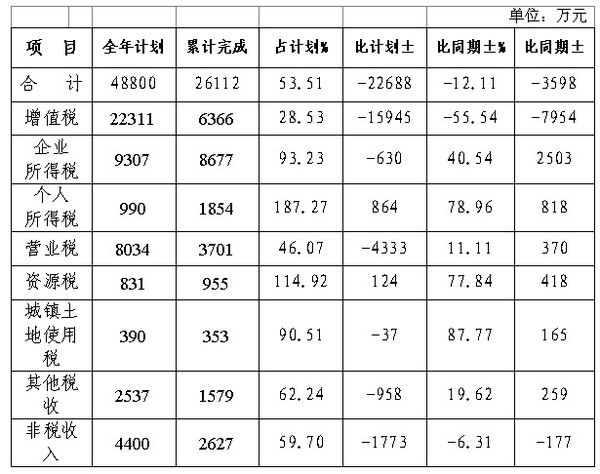 单位：万元
项 目 全年计划 累计完成 占计划% 比计划士 比同期士% 比同期士
合 计 48800 26112 53.51 -22688 -12.11 -3598
增值税 22311 6366 28.53 -15945 -55.54 -7954
企业
所得税 9307 8677 93.23 -630 40.54 2503
个人
所得税 990 1854 187.27 864 78.96 818
营业税 8034 3701 46.07 -4333 11.11 370
资源税 831 955 114.92 124 77.84 418
城镇土
地使用
税 390 353 90.51 -37 87.77 165
其他税
收 2537 1579 62.24 -958 19.62 259
非税收
入 4400 2627 59.70 -1773 -6.31 -177